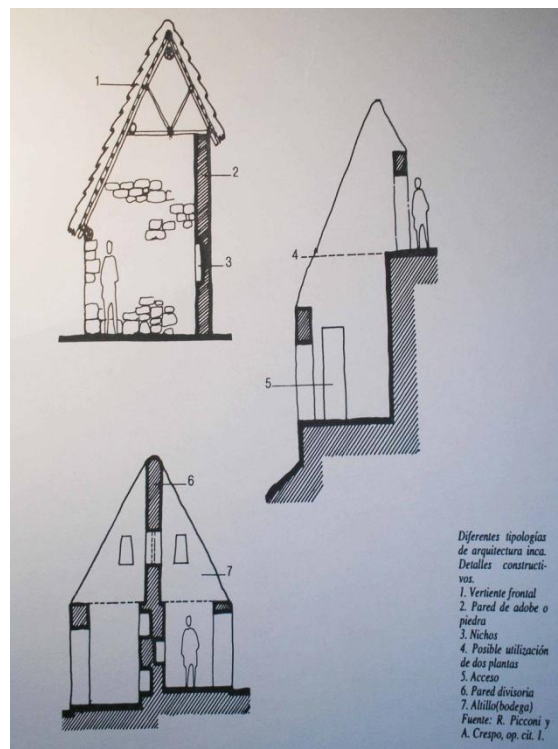 1
2
3
4
5
6
7
Diferentes tipologías
de arquitectura inca.
Detalles constructi-
vos.
1. Vertiente frontal
2. Pared de adobe o
piedra
3. Nichos
4. Posible utilización
de dos plantas
5. Acceso
6. Pared divisoria
7. Altillo(bodega)
Fuente: R. Picconi y
A. Crespo, op. cit. 1.